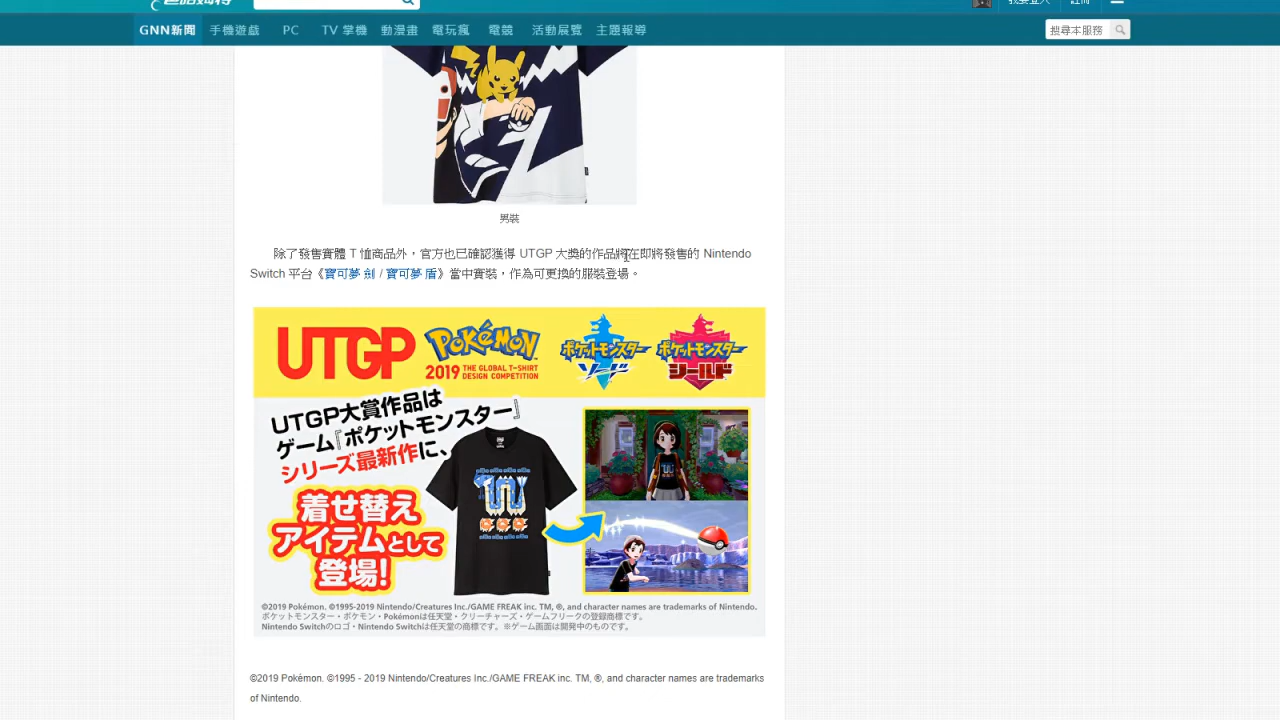 我要登入
註冊
GNN新聞 手機遊戲 PC TV 掌機 動漫畫 電玩瘋 電競 活動展覽 主題報導
搜尋本服務
男裝
除了發售實體 T 恤商品外，官方也已確認獲得 UTGP 大獎的作品將在即將發售的 Nintendo
Switch 平台《寶可夢 劍 / 寶可夢 盾》當中實裝，作為可更換的服裝登場。
UTGP
POKéMON
2019 THE GLOBAL T-SHIRT
DESIGN COMPETITION
ポケットモンスター
ソード
ポケットモンスター
シールド
UTGP大賞作品は
ゲーム『ポケットモンスター』
シリーズ最新作に、
着せ替え
アイテムとして
登場!
©2019 Pokémon. ©1995-2019 Nintendo/Creatures Inc./GAME FREAK inc. TM, ®, and character names are trademarks of Nintendo.
ポケットモンスター・ポケモン・Pokémonは任天堂・クリーチャーズ・ゲームフリークの登録商標です。
Nintendo Switchのロゴ・Nintendo Switchは任天堂の商標です。※ゲーム画面は開発中のものです。
©2019 Pokémon. ©1995 - 2019 Nintendo/Creatures Inc./GAME FREAK inc. TM, ®, and character names are trademarks
of Nintendo.